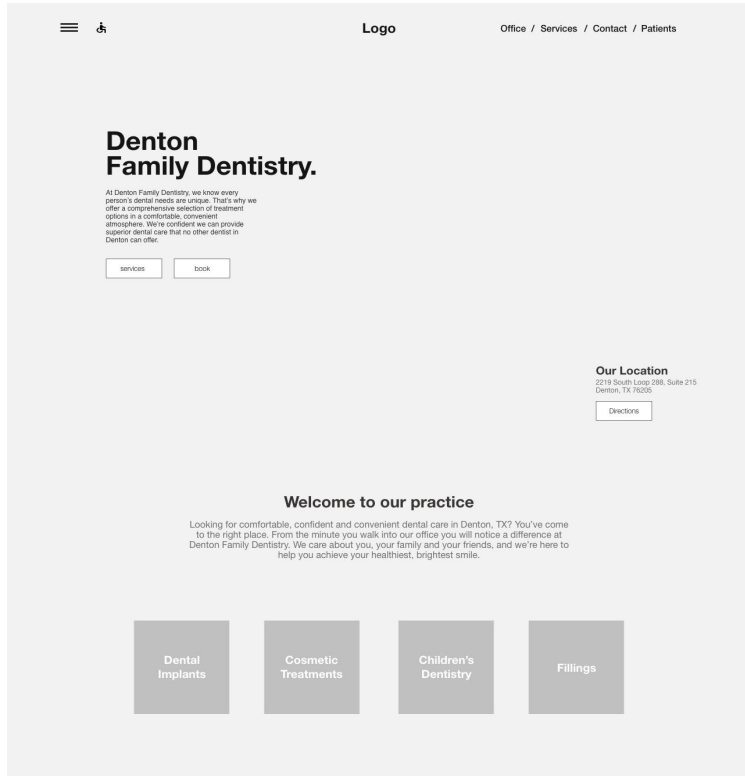 Logo
Office / Services / Contact / Patients
Denton
Family Dentistry.
At Denton Family Dentistry, we know every
person's dental needs are unique. That's why we
offer a comprehensive selection of treatment
options in a comfortable, convenient
atmosphere. We're confident we can provide
superior dental care that no other dentist in
Denton can offer.
services
book
Our Location
2219 South Loop 288, Suite 215
Denton, TX 76205
Directions
Welcome to our practice
Looking for comfortable, confident and convenient dental care in Denton, TX? You've come
to the right place. From the minute you walk into our office you will notice a difference at
Denton Family Dentistry. We care about you, your family and your friends, and we're here to
help you achieve your healthiest, brightest smile.
Dental
Implants
Cosmetic
Treatments
Children's
Dentistry
Fillings